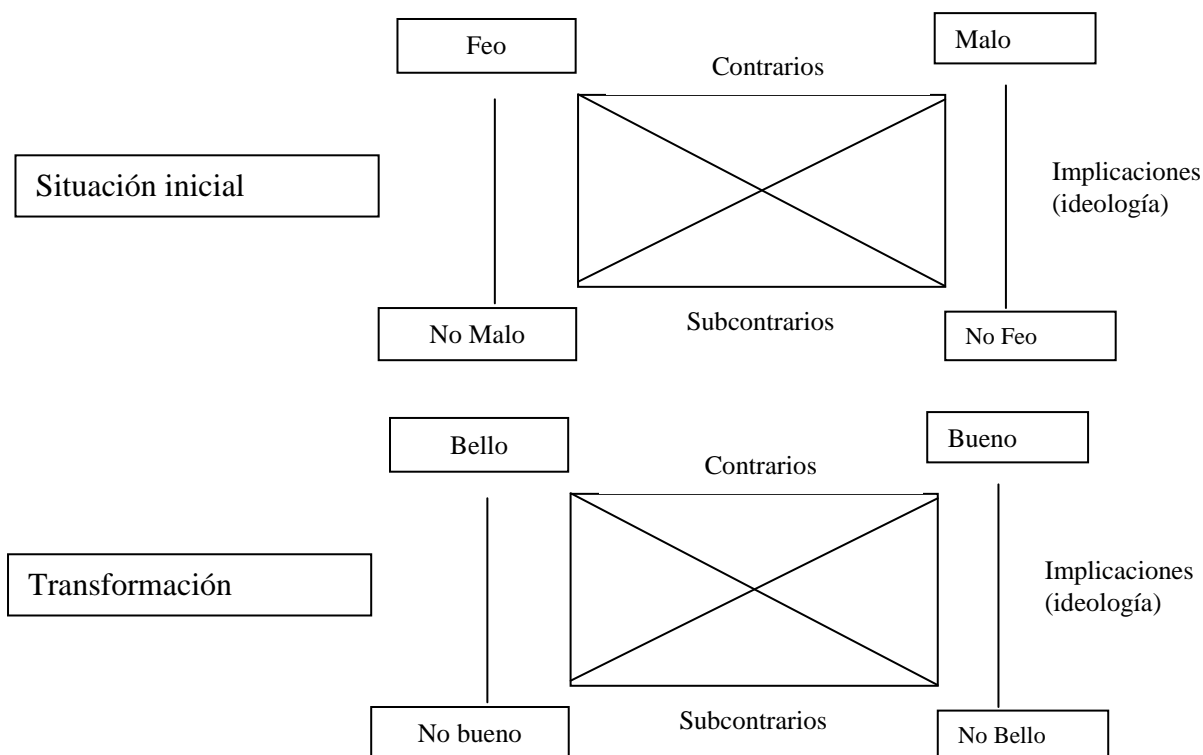 Feo
Malo
Contrarios
Situación inicial
Implicaciones
(ideología)
No Malo
Subcontrarios
No Feo
Bello
Bueno
Contrarios
Transformación
Implicaciones
(ideología)
No bueno
Subcontrarios
No Bello